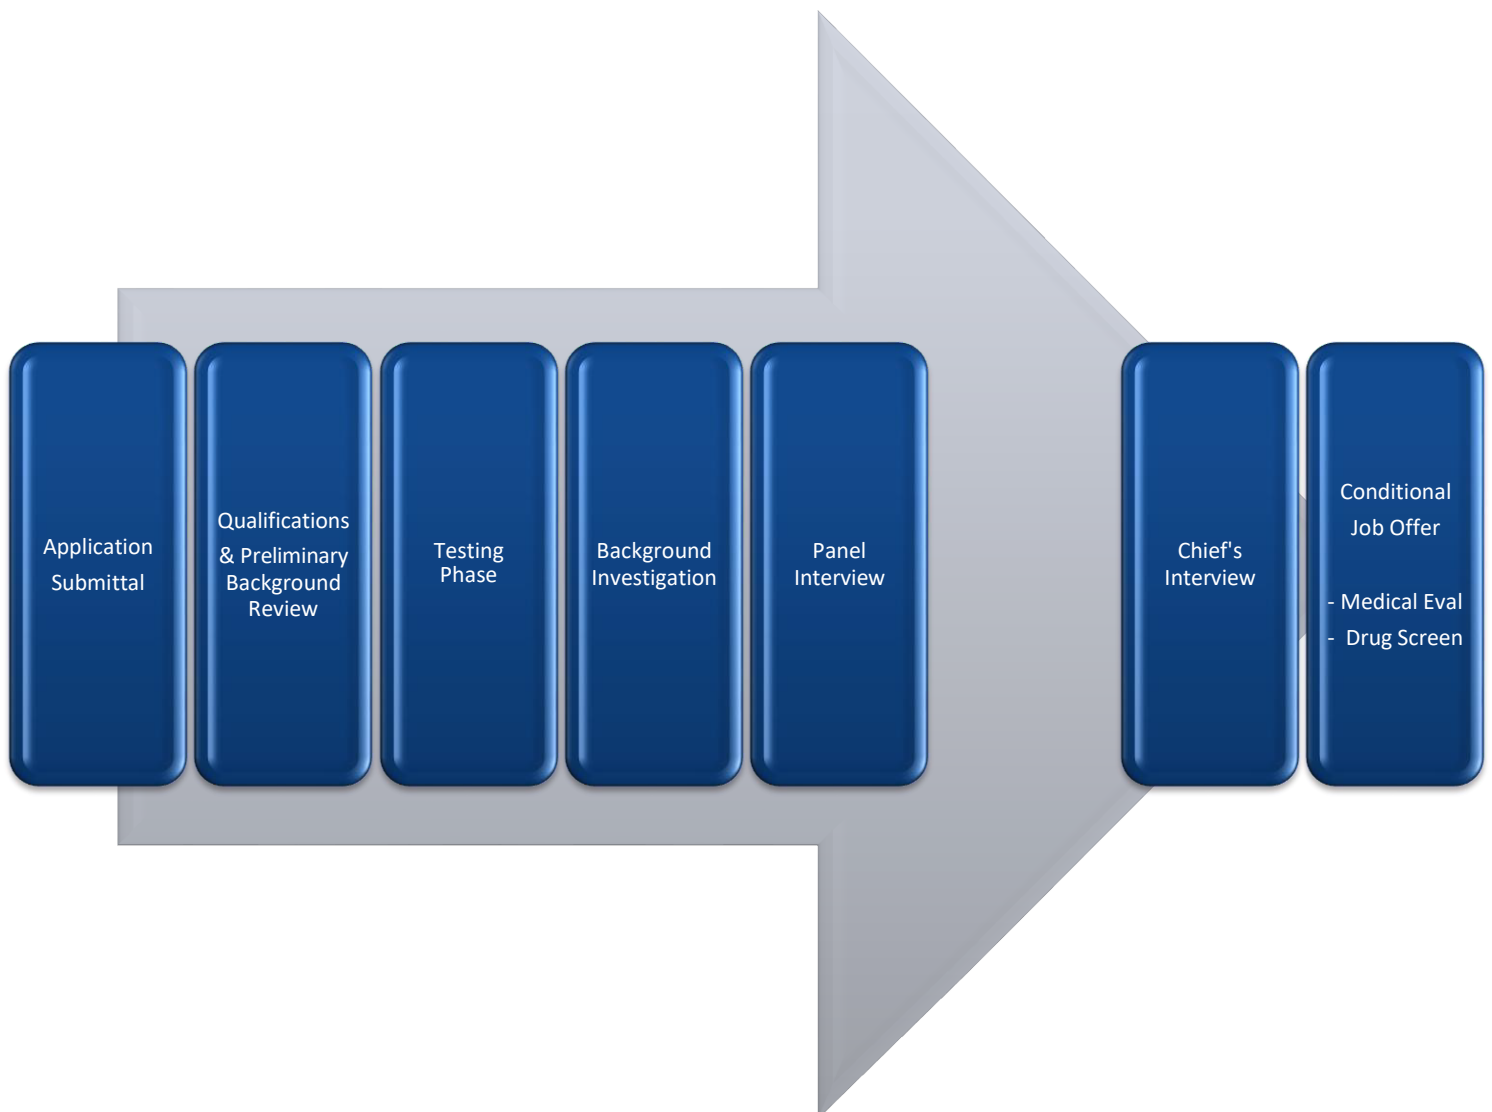 Application
Submittal
Qualifications
& Preliminary
Background
Review
Testing
Phase
Background
Investigation
Panel
Interview
Chief's
Interview
Conditional
Job Offer
- Medical Eval
- Drug Screen